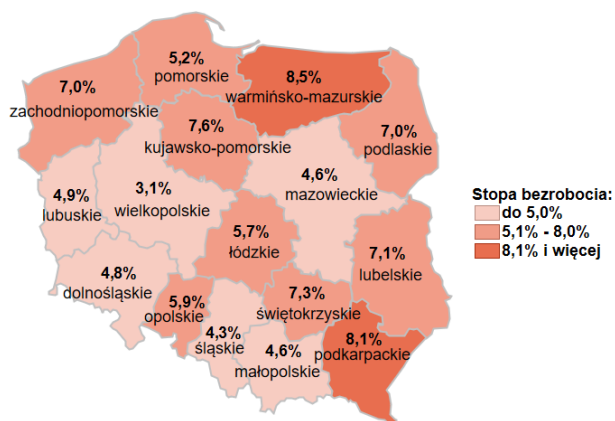 5,2%
pomorskie
8,5%
warmińsko-mazurskie
7,0%
zachodniopomorskie
7,6%
kujawsko-pomorskie
7,0%
podlaskie
4,9%
lubuskie
3,1%
wielkopolskie
4,6%
mazowieckie
5,7%
łódzkie
7,1%
lubelskie
4,8%
dolnośląskie
5,9%
opolskie
4,3%
śląskie
7,3%
świętokrzyskie
4,6%
małopolskie
8,1%
podkarpackie
Stopa bezrobocia:
do 5,0%
5,1% - 8,0%
8,1% i więcej